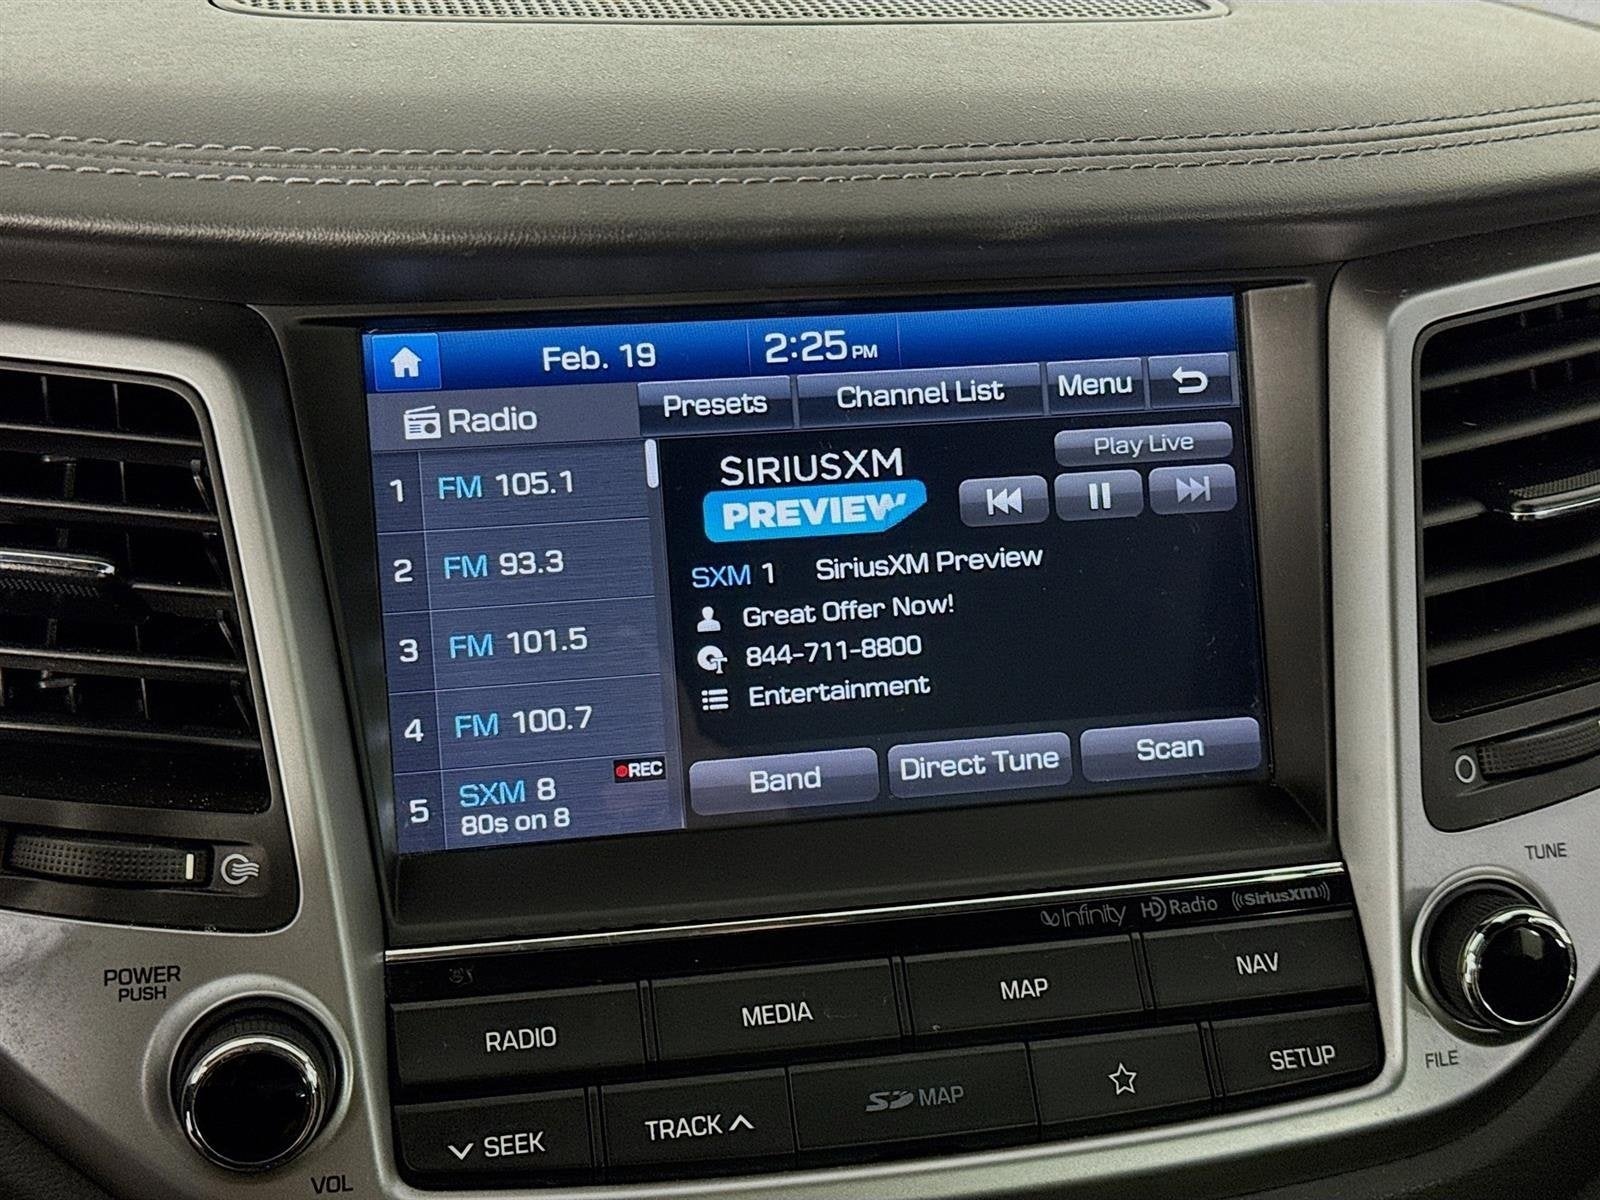 Feb. 19 2:25 PM
Radio Presets Channel List Menu
1 FM 105.1
2 FM 93.3
3 FM 101.5
4 FM 100.7
REC
5 SXM 8
80s on 8
Play Live
SIRIUSXM
PREVIEW
SXM 1 SiriusXM Preview
Great Offer Now!
844-711-8800
Entertainment
Band Direct Tune Scan
Infinity HD Radio ((SiriusXM))
POWER
PUSH
VOL
RADIO MEDIA MAP NAV
SEEK TRACK SD MAP SETUP
TUNE
FILE